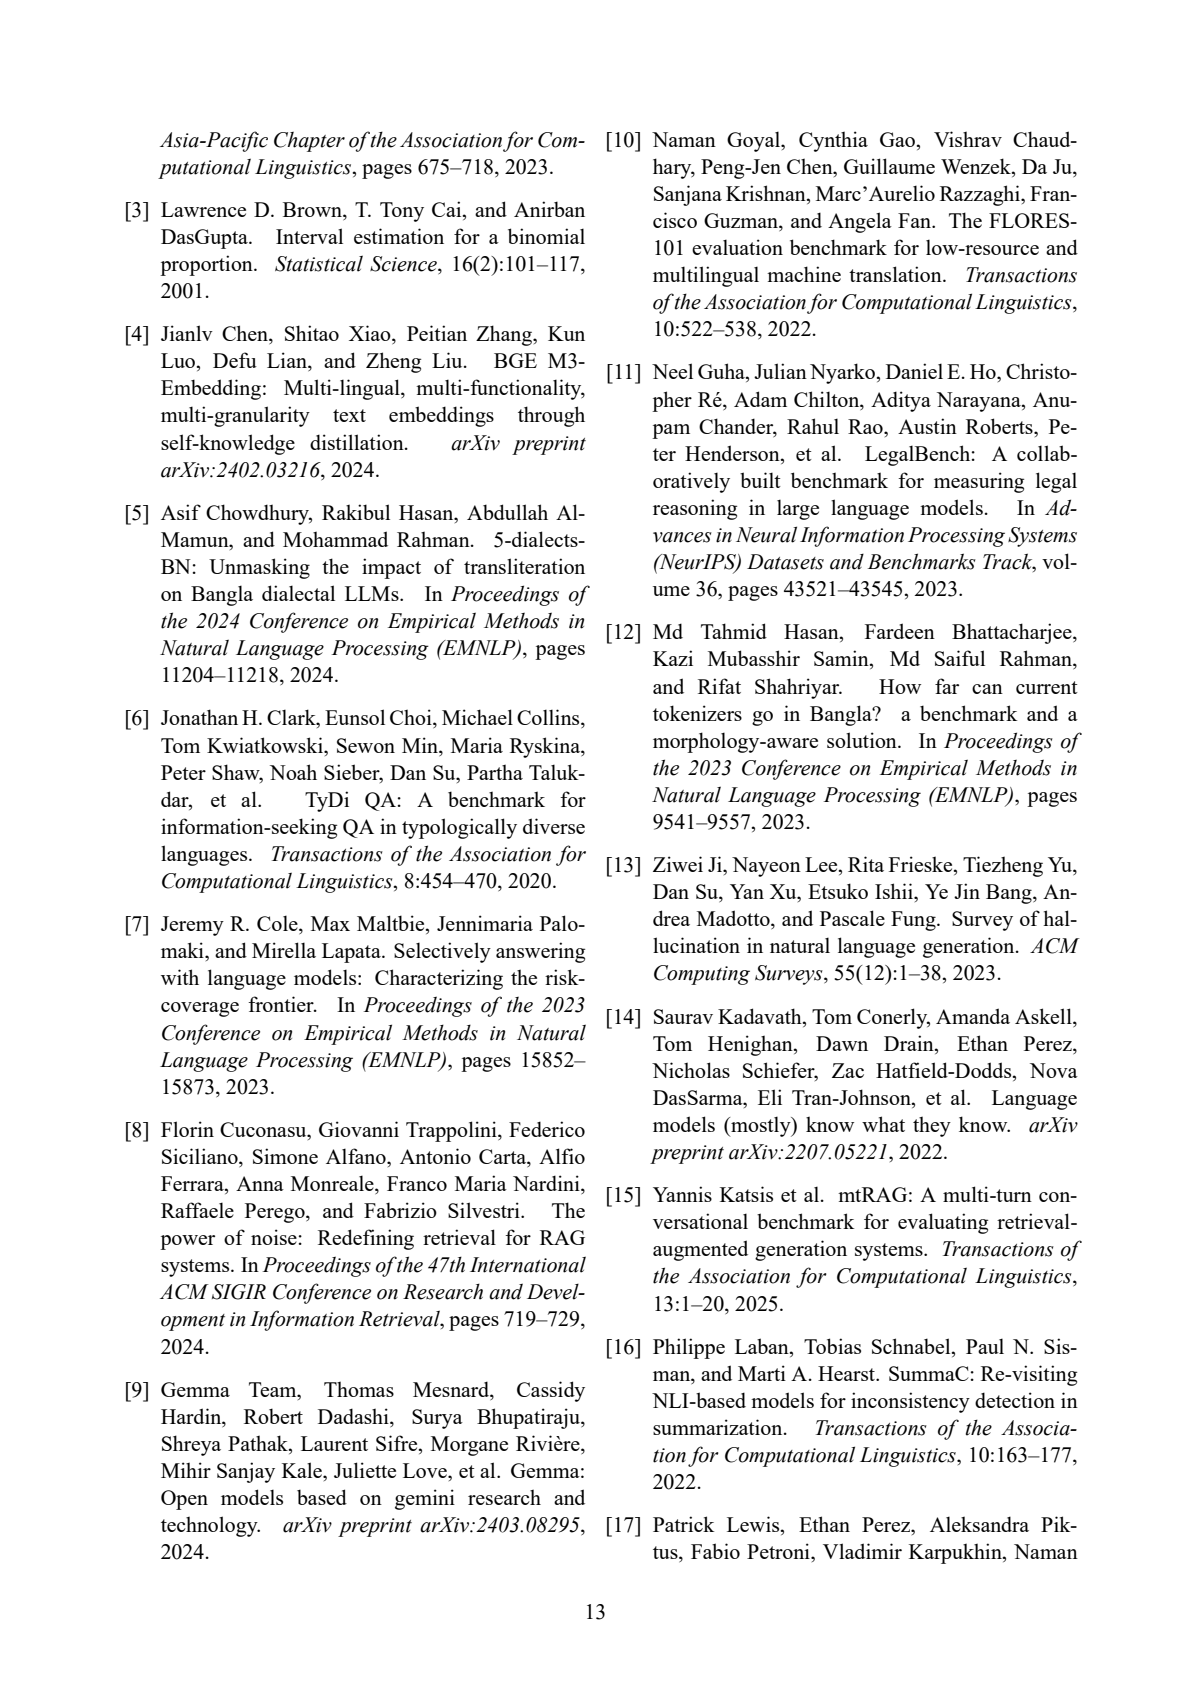 Asia-Pacific Chapter of the Association for Com-
putational Linguistics, pages 675–718, 2023.
[3] Lawrence D. Brown, T. Tony Cai, and Anirban
DasGupta. Interval estimation for a binomial
proportion. Statistical Science, 16(2):101–117,
2001.
[4] Jianlv Chen, Shitao Xiao, Peitian Zhang, Kun
Luo, Defu Lian, and Zheng Liu. BGE M3-
Embedding: Multi-lingual, multi-functionality,
multi-granularity text embeddings through
self-knowledge distillation. arXiv preprint
arXiv:2402.03216, 2024.
[5] Asif Chowdhury, Rakibul Hasan, Abdullah Al-
Mamun, and Mohammad Rahman. 5-dialects-
BN: Unmasking the impact of transliteration
on Bangla dialectal LLMs. In Proceedings of
the 2024 Conference on Empirical Methods in
Natural Language Processing (EMNLP), pages
11204–11218, 2024.
[6] Jonathan H. Clark, Eunsol Choi, Michael Collins,
Tom Kwiatkowski, Sewon Min, Maria Ryskina,
Peter Shaw, Noah Sieber, Dan Su, Partha Taluk-
dar, et al. TyDi QA: A benchmark for
information-seeking QA in typologically diverse
languages. Transactions of the Association for
Computational Linguistics, 8:454–470, 2020.
[7] Jeremy R. Cole, Max Maltbie, Jennimaria Palo-
maki, and Mirella Lapata. Selectively answering
with language models: Characterizing the risk-
coverage frontier. In Proceedings of the 2023
Conference on Empirical Methods in Natural
Language Processing (EMNLP), pages 15852–
15873, 2023.
[8] Florin Cuconasu, Giovanni Trappolini, Federico
Siciliano, Simone Alfano, Antonio Carta, Alfio
Ferrara, Anna Monreale, Franco Maria Nardini,
Raffaele Perego, and Fabrizio Silvestri. The
power of noise: Redefining retrieval for RAG
systems. In Proceedings of the 47th International
ACM SIGIR Conference on Research and Devel-
opment in Information Retrieval, pages 719–729,
2024.
[9] Gemma Team, Thomas Mesnard, Cassidy
Hardin, Robert Dadashi, Surya Bhupatiraju,
Shreya Pathak, Laurent Sifre, Morgane Rivière,
Mihir Sanjay Kale, Juliette Love, et al. Gemma:
Open models based on gemini research and
technology. arXiv preprint arXiv:2403.08295,
2024.
[10] Naman Goyal, Cynthia Gao, Vishrav Chaud-
hary, Peng-Jen Chen, Guillaume Wenzek, Da Ju,
Sanjana Krishnan, Marc’Aurelio Razzaghi, Fran-
cisco Guzman, and Angela Fan. The FLORES-
101 evaluation benchmark for low-resource and
multilingual machine translation. Transactions
of the Association for Computational Linguistics,
10:522–538, 2022.
[11] Neel Guha, Julian Nyarko, Daniel E. Ho, Christo-
pher Ré, Adam Chilton, Aditya Narayana, Anu-
pam Chander, Rahul Rao, Austin Roberts, Pe-
ter Henderson, et al. LegalBench: A collab-
oratively built benchmark for measuring legal
reasoning in large language models. In Ad-
vances in Neural Information Processing Systems
(NeurIPS) Datasets and Benchmarks Track, vol-
ume 36, pages 43521–43545, 2023.
[12] Md Tahmid Hasan, Fardeen Bhattacharjee,
Kazi Mubasshir Samin, Md Saiful Rahman,
and Rifat Shahriyar. How far can current
tokenizers go in Bangla? a benchmark and a
morphology-aware solution. In Proceedings of
the 2023 Conference on Empirical Methods in
Natural Language Processing (EMNLP), pages
9541–9557, 2023.
[13] Ziwei Ji, Nayeon Lee, Rita Frieske, Tiezheng Yu,
Dan Su, Yan Xu, Etsuko Ishii, Ye Jin Bang, An-
drea Madotto, and Pascale Fung. Survey of hal-
lucination in natural language generation. ACM
Computing Surveys, 55(12):1–38, 2023.
[14] Saurav Kadavath, Tom Conerly, Amanda Askell,
Tom Henighan, Dawn Drain, Ethan Perez,
Nicholas Schiefer, Zac Hatfield-Dodds, Nova
DasSarma, Eli Tran-Johnson, et al. Language
models (mostly) know what they know. arXiv
preprint arXiv:2207.05221, 2022.
[15] Yannis Katsis et al. mtRAG: A multi-turn con-
versational benchmark for evaluating retrieval-
augmented generation systems. Transactions of
the Association for Computational Linguistics,
13:1–20, 2025.
[16] Philippe Laban, Tobias Schnabel, Paul N. Sis-
man, and Marti A. Hearst. SummaC: Re-visiting
NLI-based models for inconsistency detection in
summarization. Transactions of the Associa-
tion for Computational Linguistics, 10:163–177,
2022.
[17] Patrick Lewis, Ethan Perez, Aleksandra Pik-
tus, Fabio Petroni, Vladimir Karpukhin, Naman
13